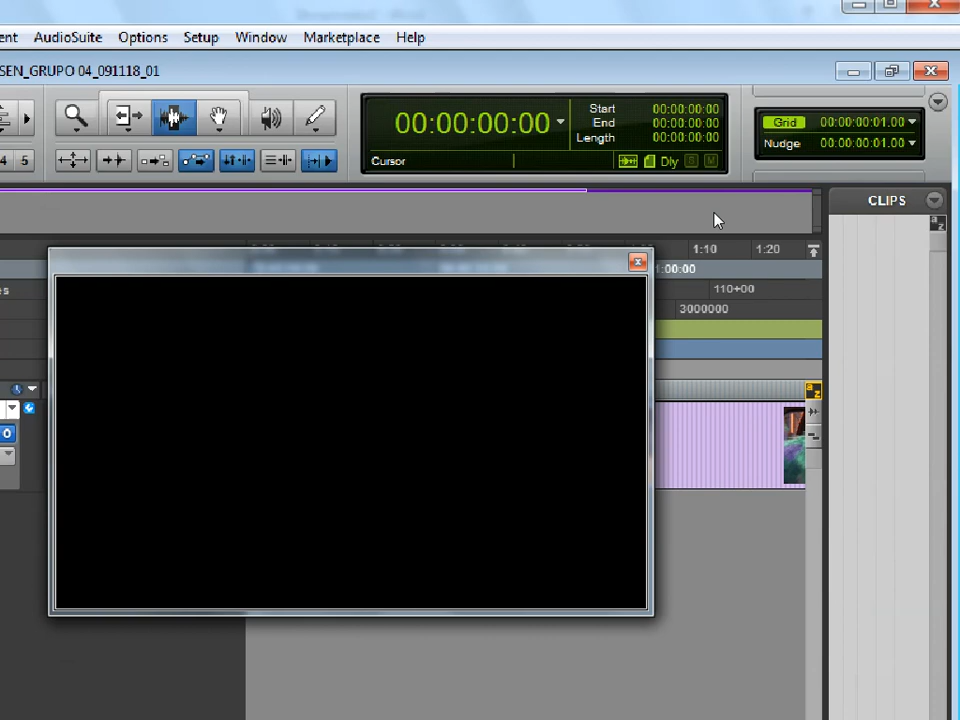 ent AudioSuite Options Setup Window Marketplace Help
SEN_GRUPO 04_091118_01
00:00:00:00
Start 00:00:00:00
End 00:00:00:00
Length 00:00:00:00
Cursor
Dly S M
Grid 00:00:00:01.00
Nudge: 00:00:00:01.00
4 5
CLIPS
a z
1:10 1:20
1:00:00
es
110+00
3000000
a z
O